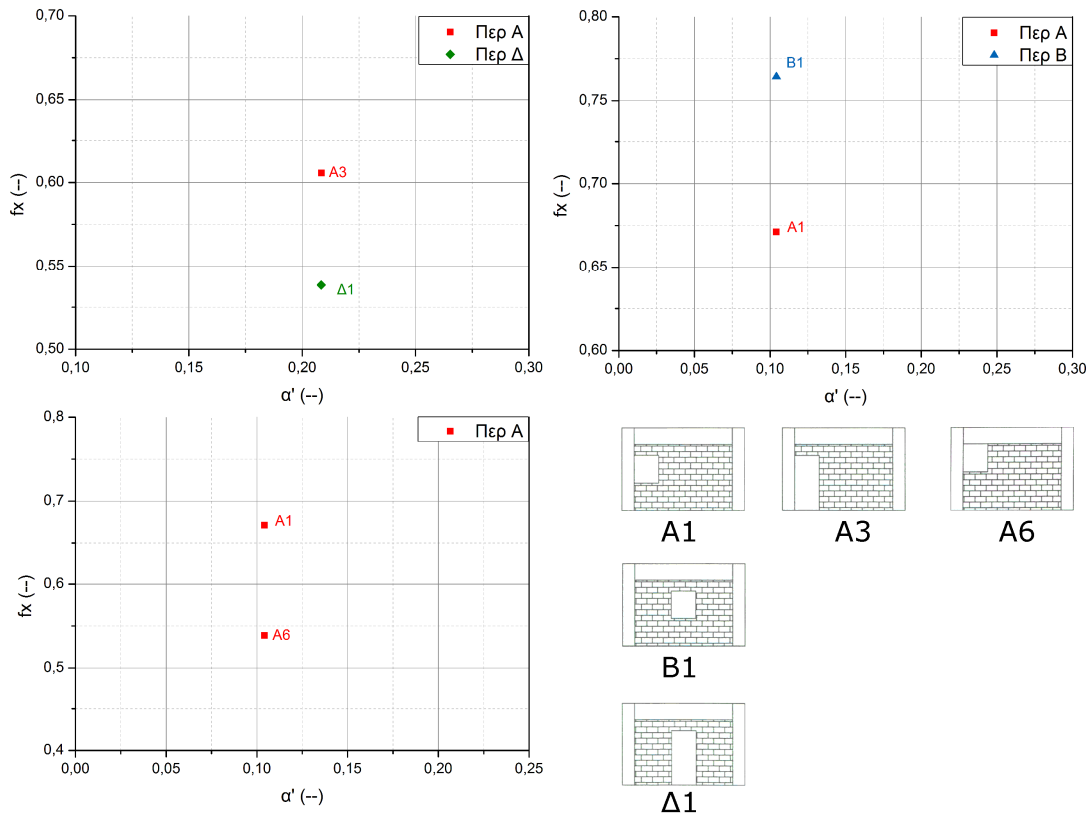 0,70
0,65
0,60
0,55
0,50
fx (--)
Περ Α
Περ Δ
A3
Δ1
0,10 0,15 0,20 0,25 0,30
α' (--)
0,80
0,75
0,70
0,65
0,60
fx (--)
Περ Α
Περ Β
B1
A1
0,00 0,05 0,10 0,15 0,20 0,25 0,30
α' (--)
0,8
0,7
0,6
0,5
0,4
fx (--)
Περ Α
A1
A6
0,00 0,05 0,10 0,15 0,20 0,25
α' (--)
A1 A3 A6
B1
Δ1